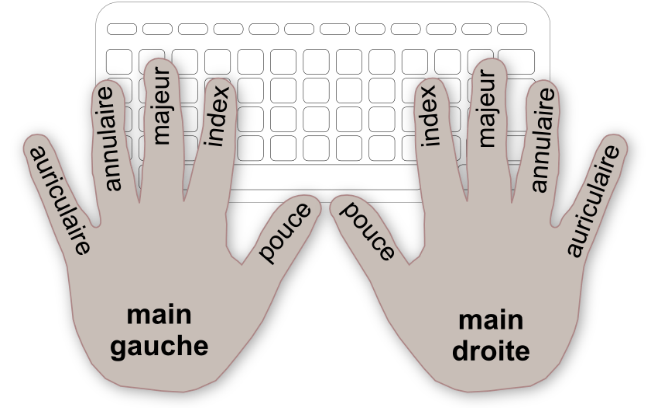 auriculaire
annulaire
majeur
index
pouce
main
gauche
pouce
index
majeur
annulaire
auriculaire
main
droite